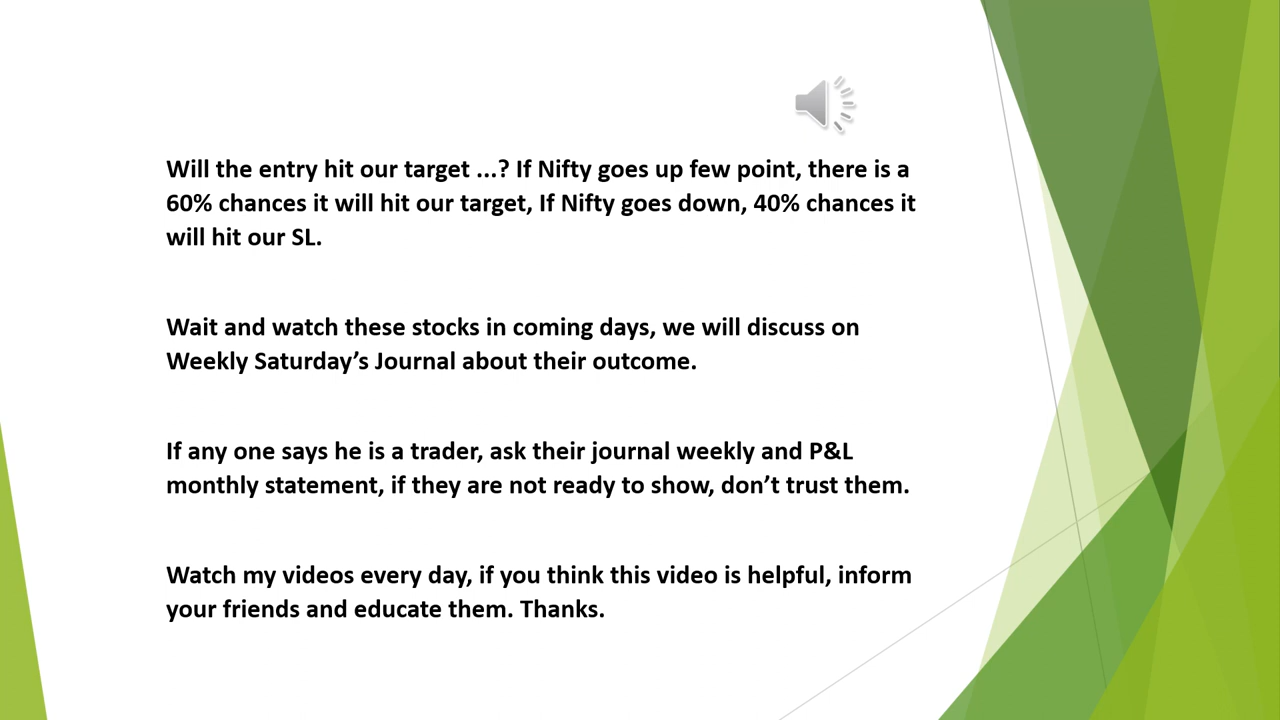 Will the entry hit our target ...? If Nifty goes up few point, there is a
60% chances it will hit our target, If Nifty goes down, 40% chances it
will hit our SL.
Wait and watch these stocks in coming days, we will discuss on
Weekly Saturday’s Journal about their outcome.
If any one says he is a trader, ask their journal weekly and P&L
monthly statement, if they are not ready to show, don’t trust them.
Watch my videos every day, if you think this video is helpful, inform
your friends and educate them. Thanks.